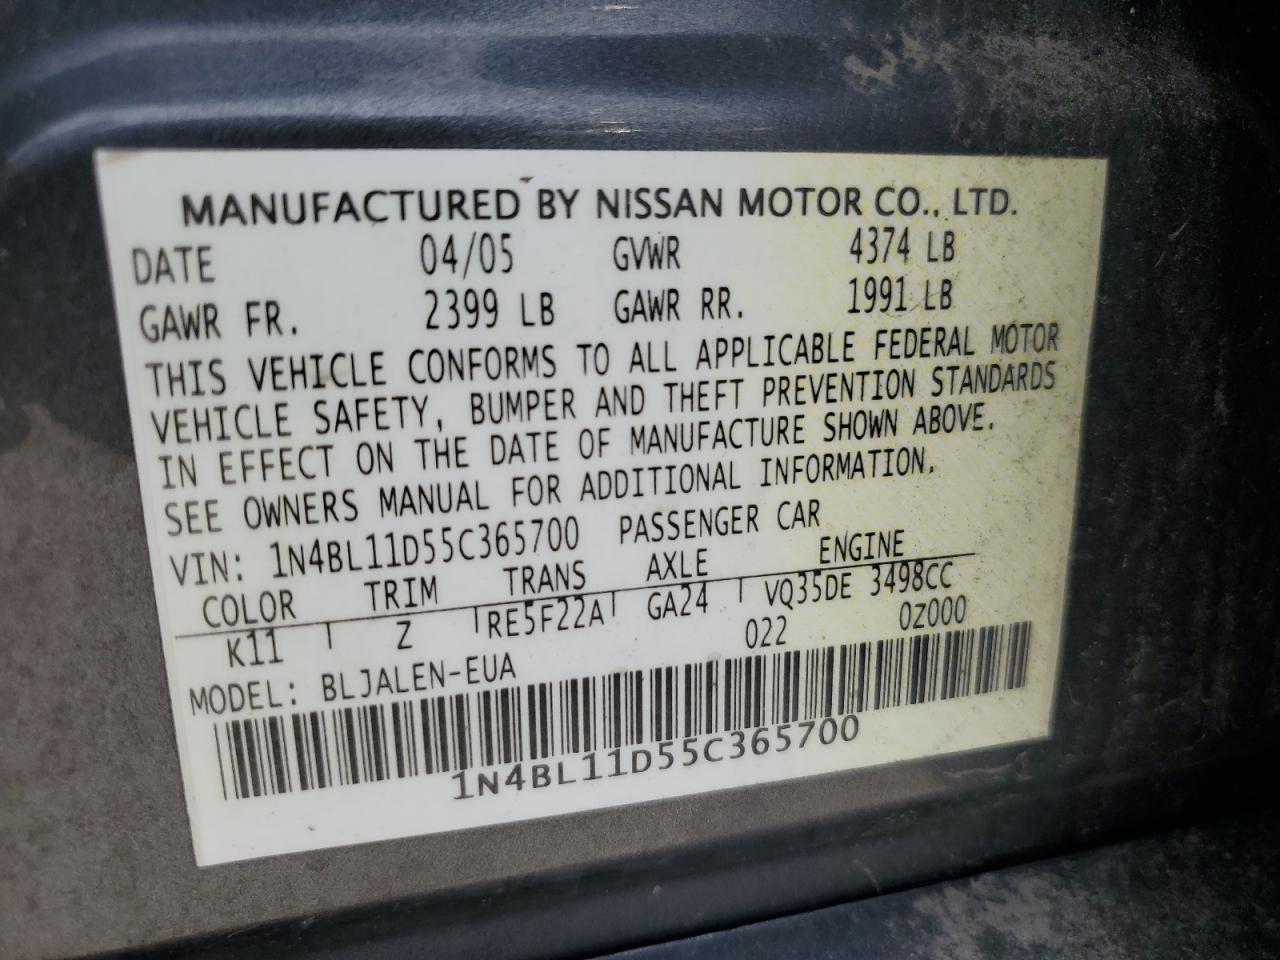 MANUFACTURED BY NISSAN MOTOR CO., LTD.
DATE 04/05 GVWR 4374 LB
GAWR FR. 2399 LB GAWR RR. 1991 LB
THIS VEHICLE CONFORMS TO ALL APPLICABLE FEDERAL MOTOR
VEHICLE SAFETY, BUMPER AND THEFT PREVENTION STANDARDS
IN EFFECT ON THE DATE OF MANUFACTURE SHOWN ABOVE.
SEE OWNERS MANUAL FOR ADDITIONAL INFORMATION.
VIN: 1N4BL11D55C365700 PASSENGER CAR
COLOR TRIM TRANS AXLE ENGINE
K11 Z RE5F22A GA24 VQ35DE 3498CC
MODEL: BLJALEN-EUA 022 0Z000
1N4BL11D55C365700